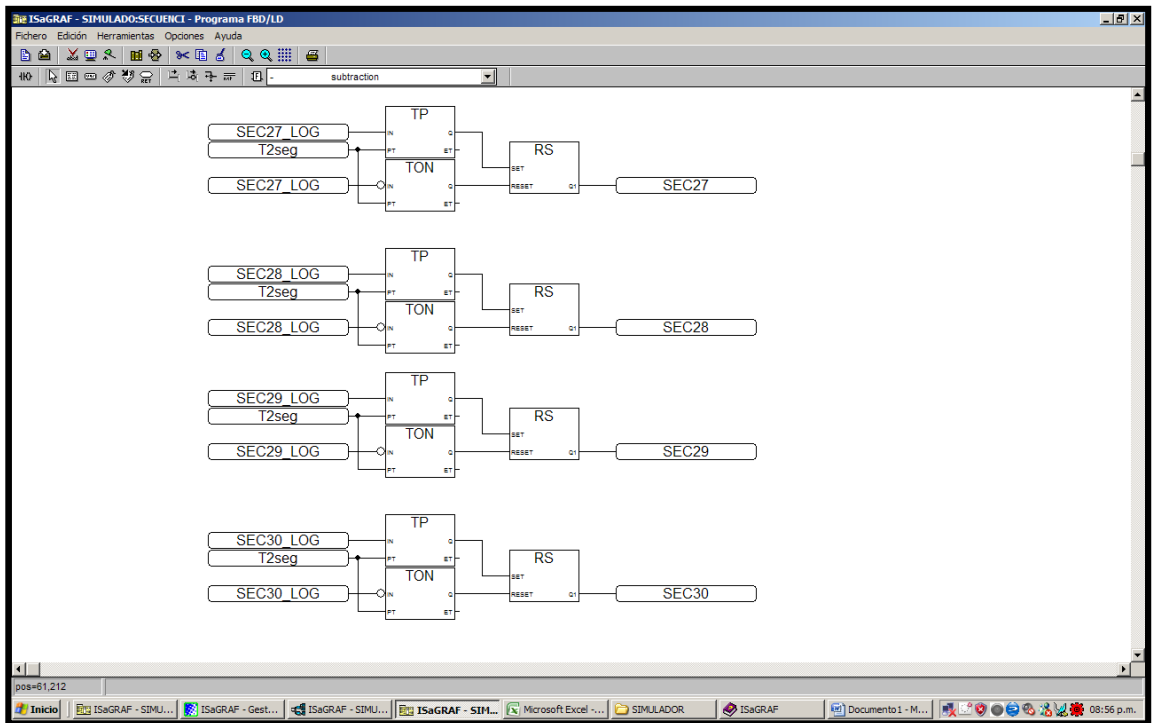 ISaGRAF - SIMULADO:SECUENCI - Programa FBD/LD
Fichero Edición Herramientas Opciones Ayuda
RET
- subtraction
TP
SEC27_LOG IN Q
T2seg PT ET
RS
TON
SET
SEC27_LOG IN Q RESET Q1 SEC27
PT ET
TP
SEC28_LOG IN Q
T2seg PT ET
RS
TON
SET
SEC28_LOG IN Q RESET Q1 SEC28
PT ET
TP
SEC29_LOG IN Q
T2seg PT ET
RS
TON
SET
SEC29_LOG IN Q RESET Q1 SEC29
PT ET
TP
SEC30_LOG IN Q
T2seg PT ET
RS
TON
SET
SEC30_LOG IN Q RESET Q1 SEC30
PT ET
pos=61,212
Inicio ISaGRAF - SIMU... ISaGRAF - Gest... ISaGRAF - SIMU... ISaGRAF - SIM... Microsoft Excel -... SIMULADOR ISaGRAF Documento1 - M... 08:56 p.m.